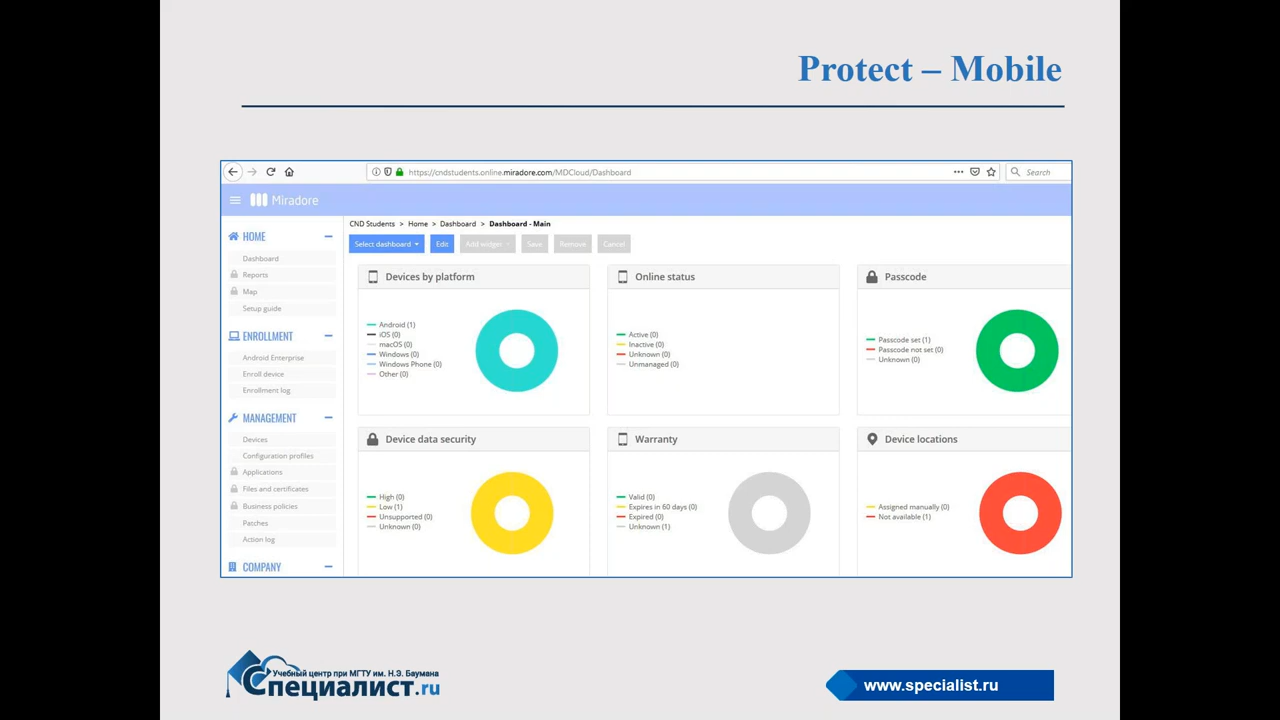 Protect – Mobile
https://cndstudents.online.miradore.com/MDCloud/Dashboard
Search
Miradore
CND Students > Home > Dashboard > Dashboard - Main
Select dashboard
Edit
Add widget
Save
Remove
Cancel
HOME
Dashboard
Reports
Map
Setup guide
ENROLLMENT
Android Enterprise
Enroll device
Enrollment log
MANAGEMENT
Devices
Configuration profiles
Applications
Files and certificates
Business policies
Patches
Action log
COMPANY
Devices by platform
Android (1)
iOS (0)
macOS (0)
Windows (0)
Windows Phone (0)
Other (0)
Online status
Active (0)
Inactive (0)
Unknown (0)
Unmanaged (0)
Passcode
Passcode set (1)
Passcode not set (0)
Unknown (0)
Device data security
High (0)
Low (1)
Unsupported (0)
Unknown (0)
Warranty
Valid (0)
Expires in 60 days (0)
Expired (0)
Unknown (1)
Device locations
Assigned manually (0)
Not available (1)
Учебный центр при МГТУ им. Н.Э. Баумана
Специалист.ru
www.specialist.ru